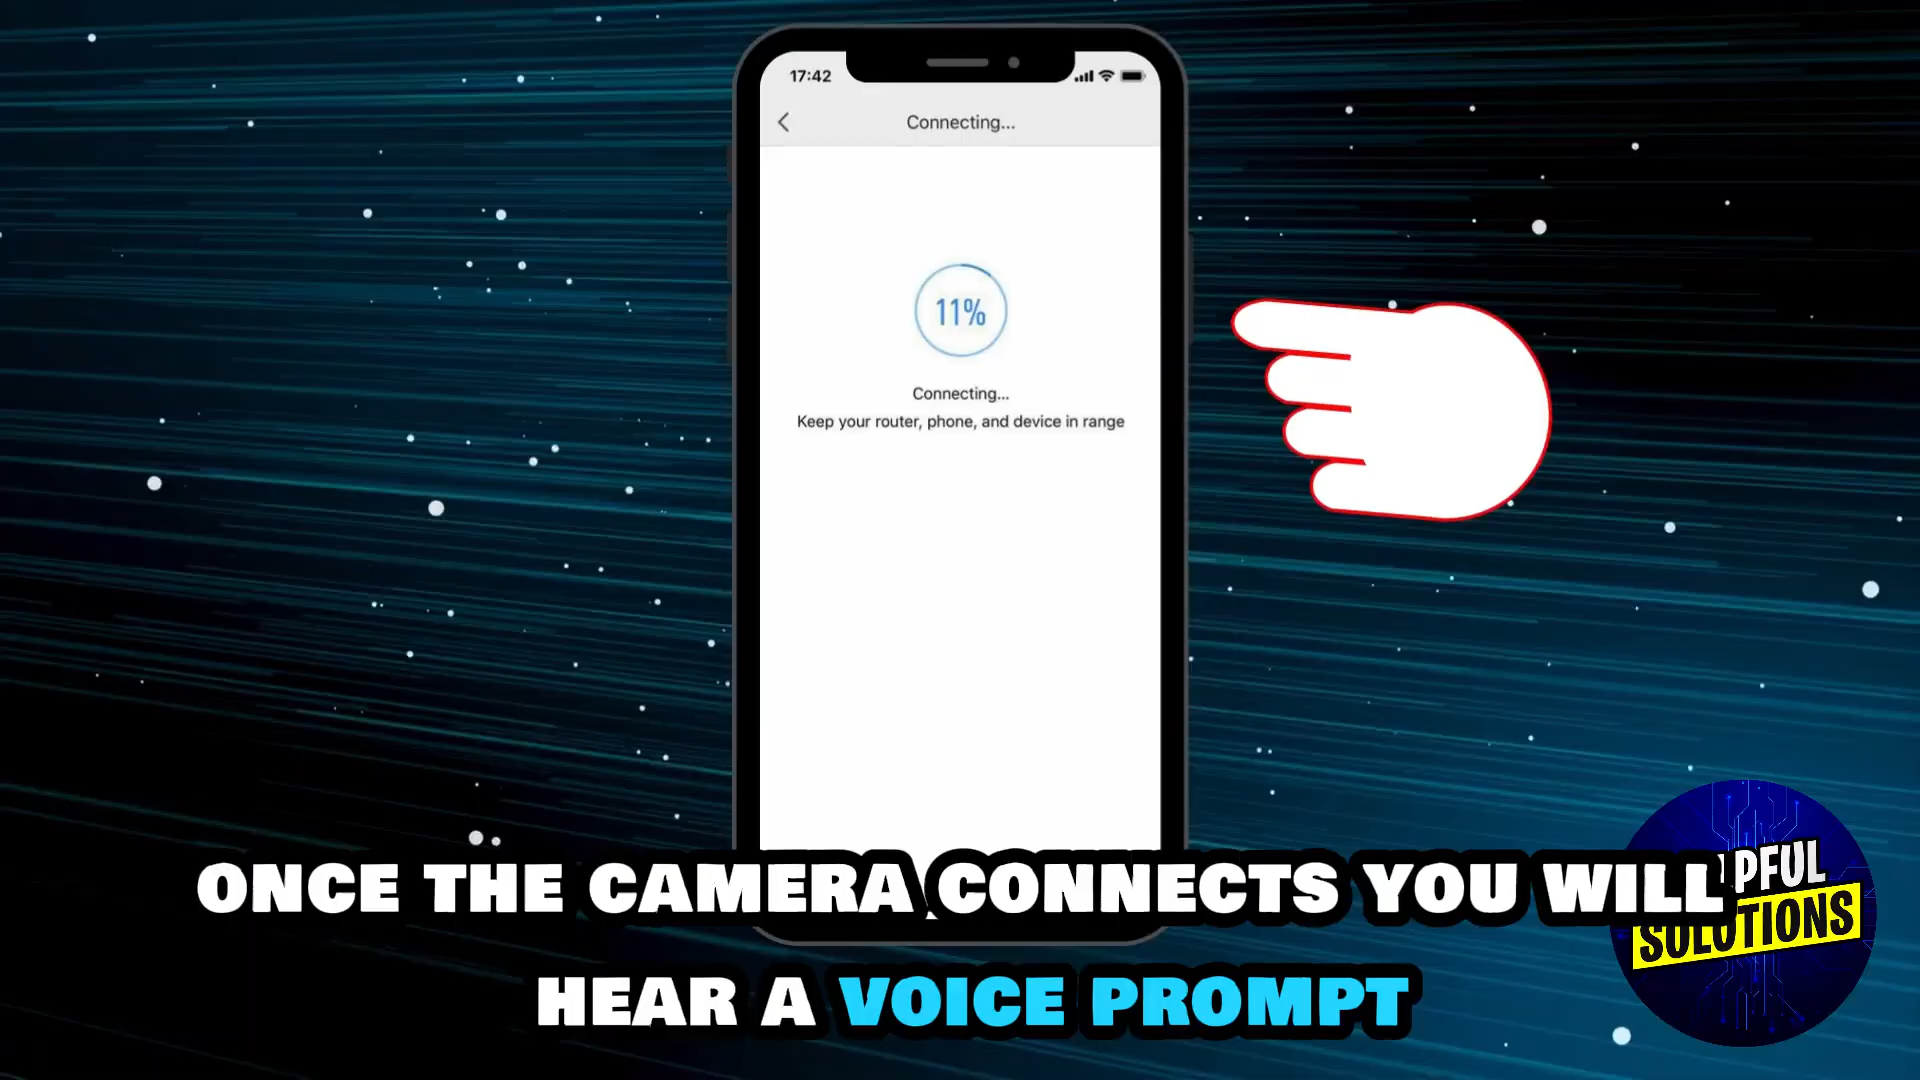 17:42
Connecting...
11%
Connecting...
Keep your router, phone, and device in range
ONCE THE CAMERA CONNECTS YOU WILL
HEAR A VOICE PROMPT
PFUL
SOLUTIONS